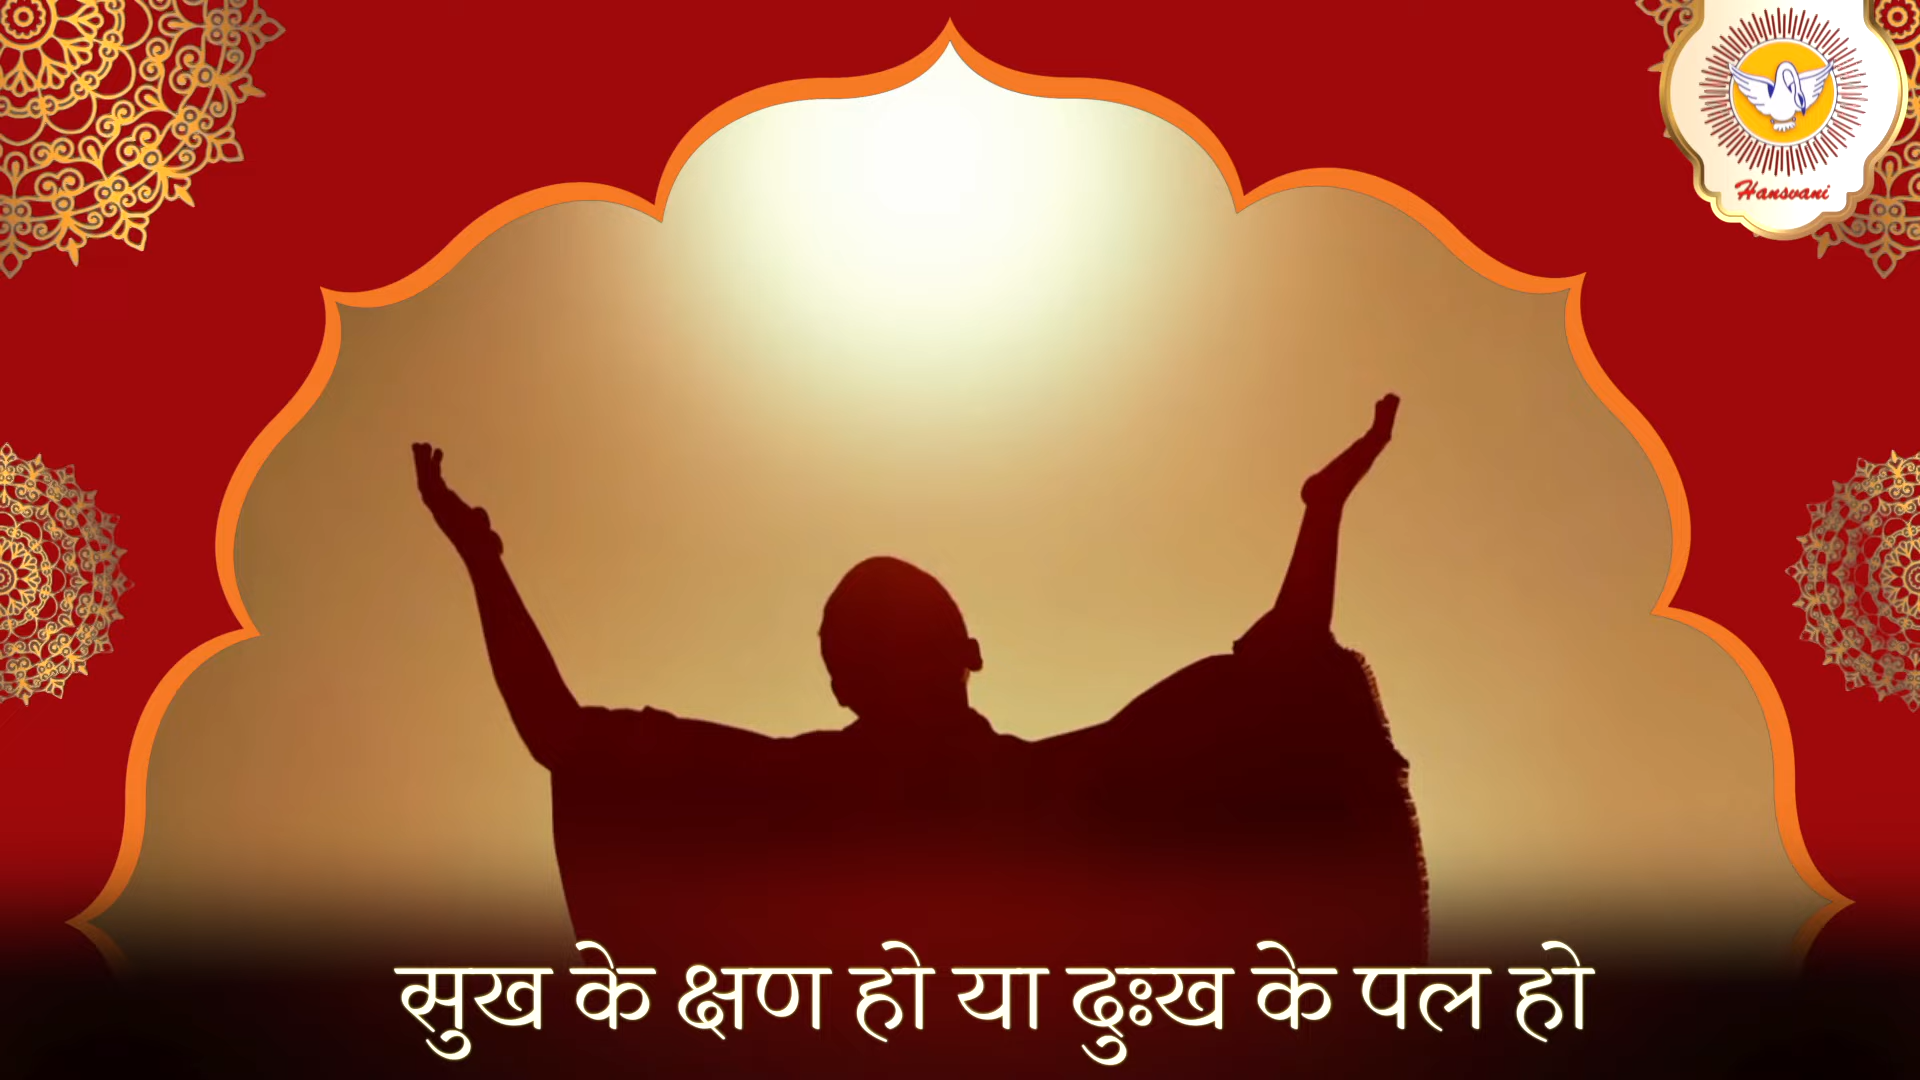 Hansvani
सुख के क्षण हो या दुःख के पल हो